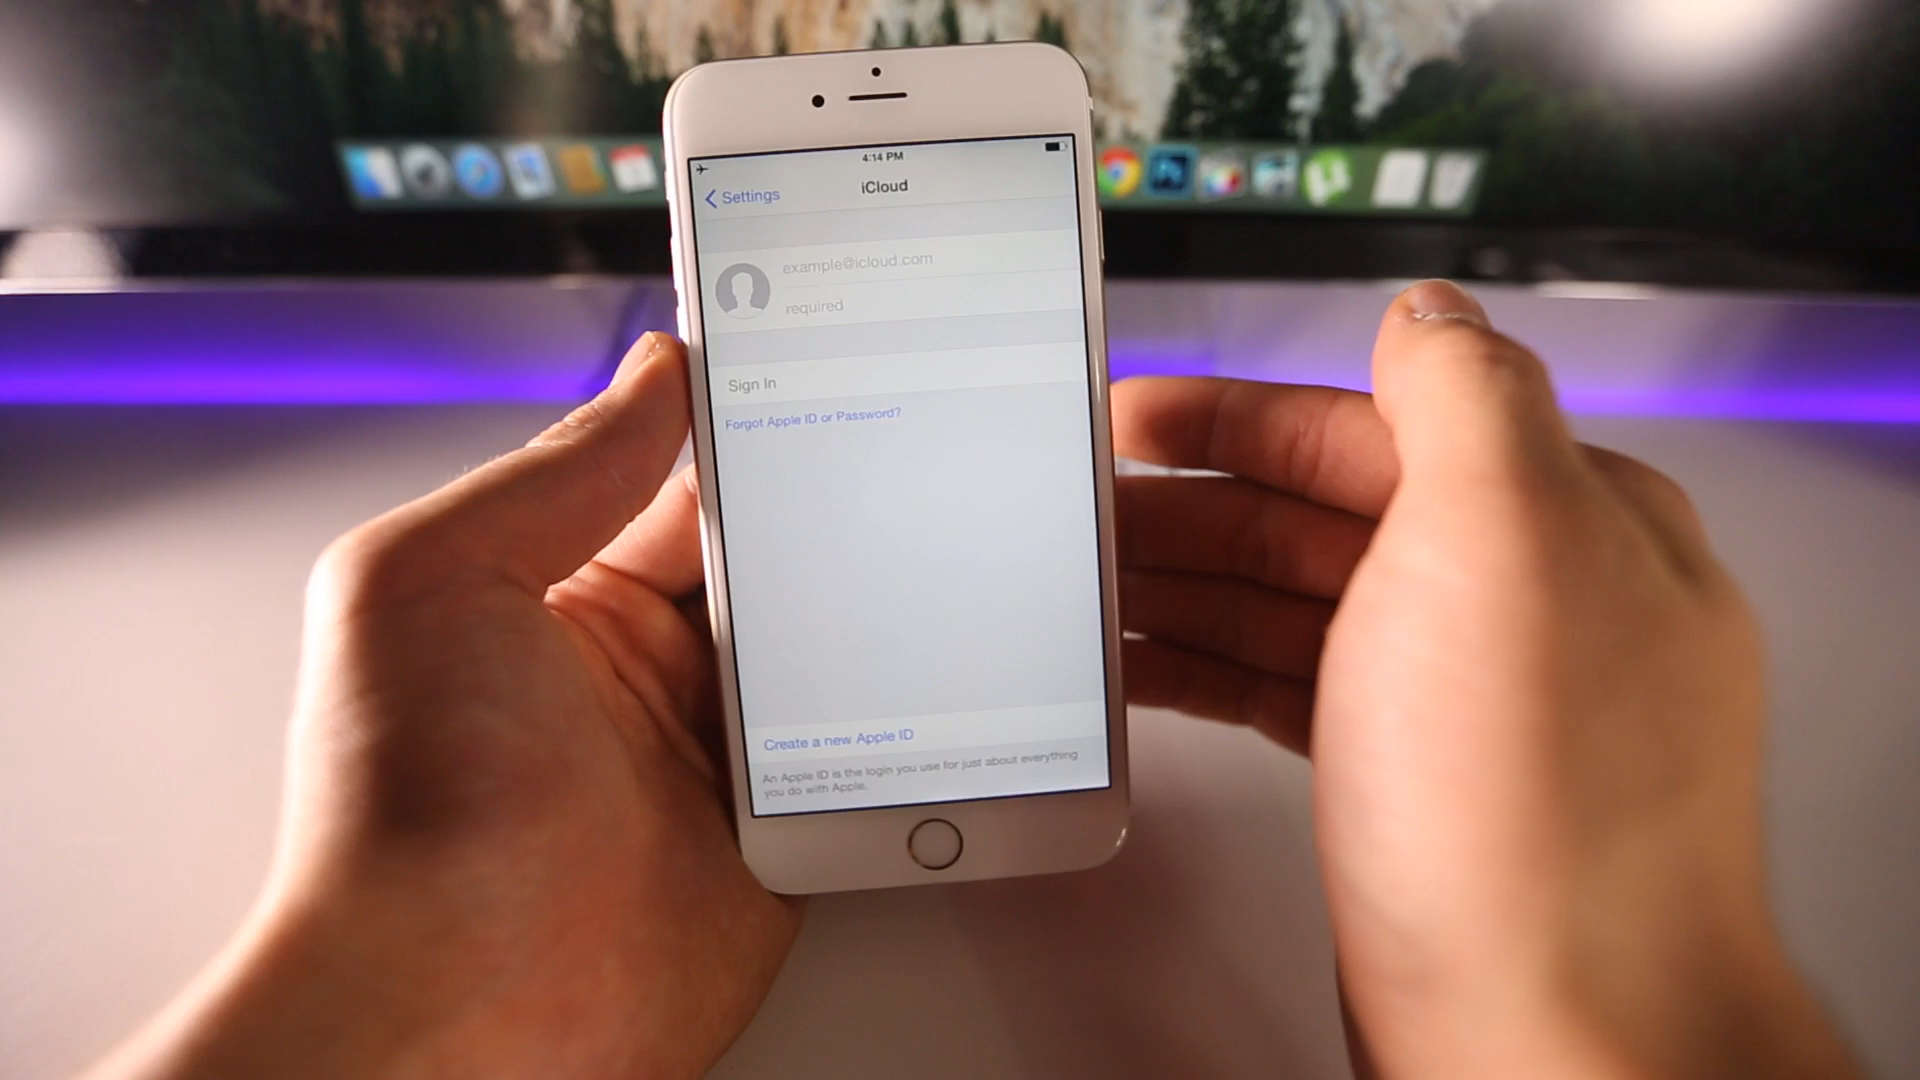 4:14 PM
Settings
iCloud
example@icloud.com
required
Sign In
Forgot Apple ID or Password?
Create a new Apple ID
An Apple ID is the login you use for just about everything
you do with Apple.
Ps